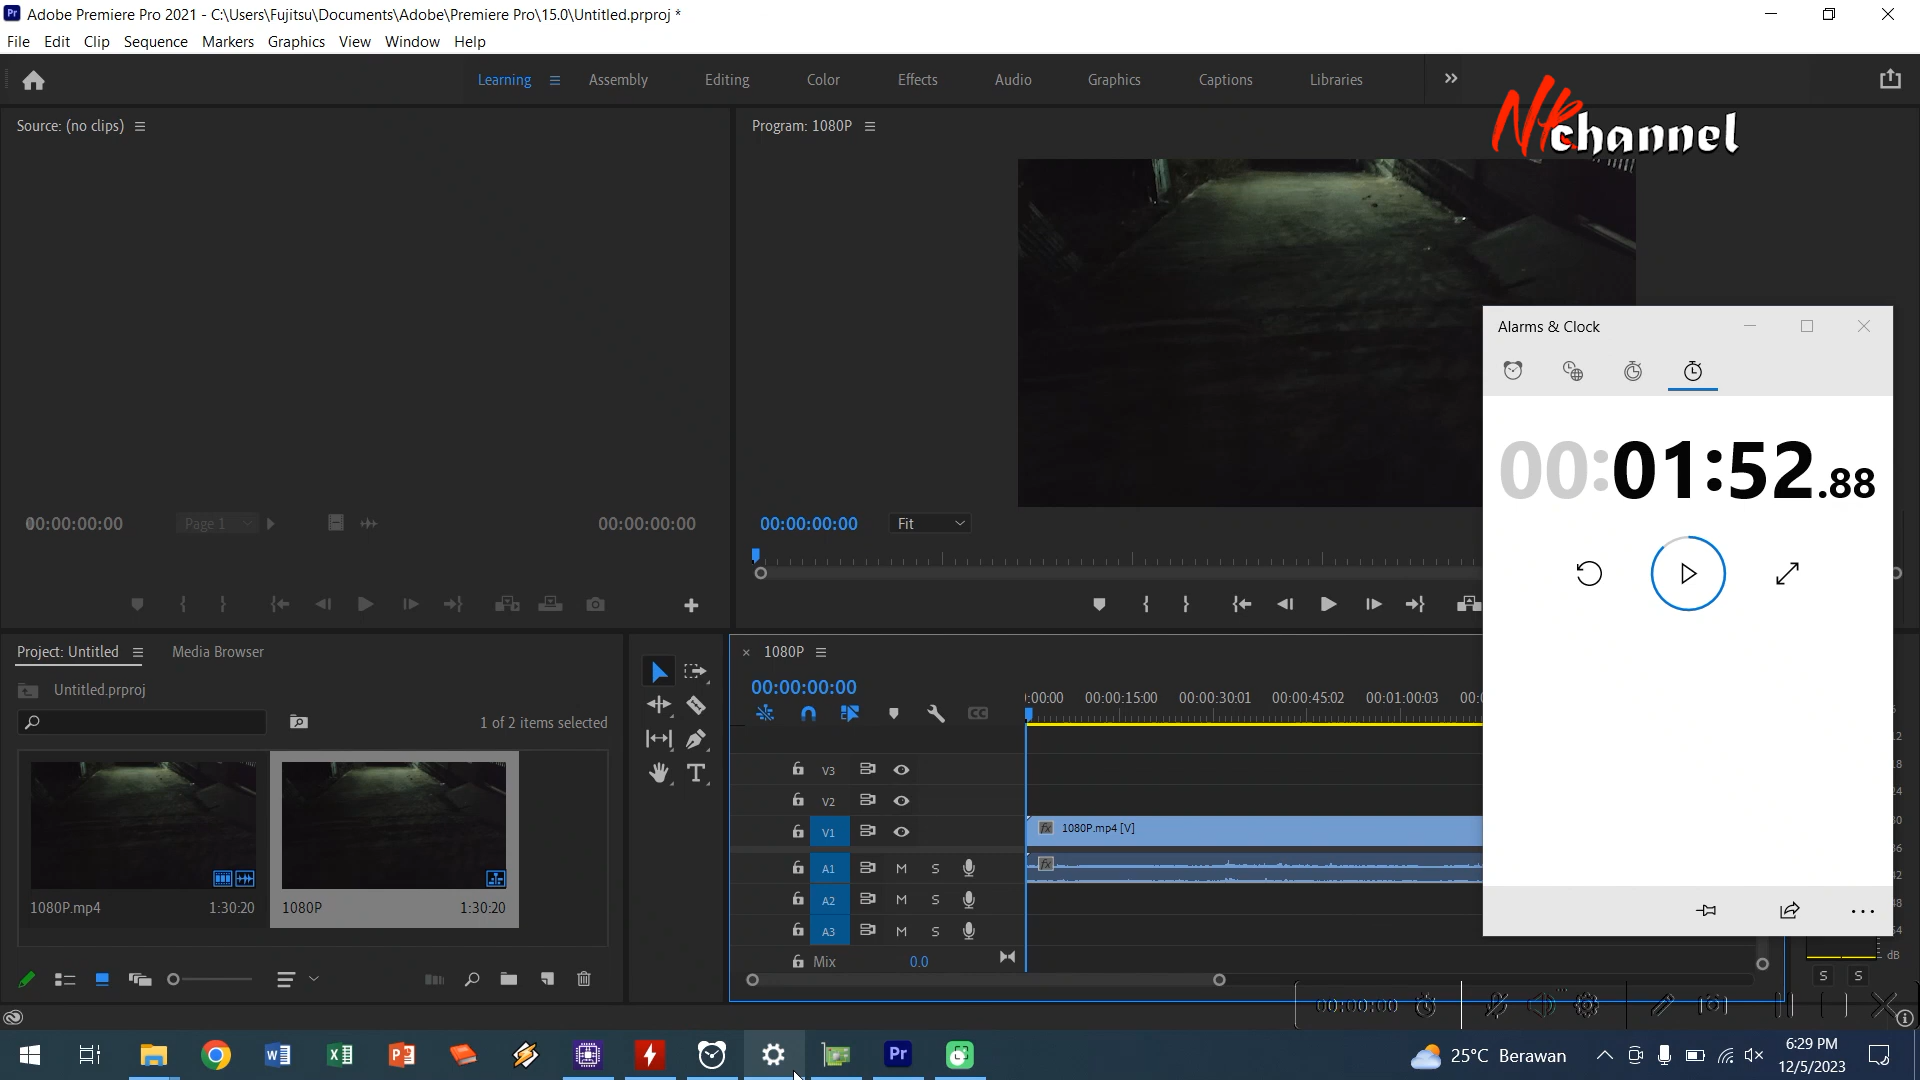 Adobe Premiere Pro 2021 - C:\Users\Fujitsu\Documents\Adobe\Premiere Pro\15.0\Untitled.prproj *
File Edit Clip Sequence Markers Graphics View Window Help
Learning Assembly Editing Color Effects Audio Graphics Captions Libraries
NR channel
Source: (no clips)
Program: 1080P
00:00:00:00 Page 1 00:00:00:00
00:00:00:00 Fit
Alarms & Clock
00:01:52.88
Project: Untitled Media Browser
Untitled.prproj
1 of 2 items selected
1080P.mp4 1:30:20
1080P 1:30:20
1080P
00:00:00:00
:00:00 00:00:15:00 00:00:30:01 00:00:45:02 00:01:00:03 00:
CC
V3
V2
V1 fx 1080P.mp4 [V]
A1 M S fx
A2 M S
A3 M S
Mix 0.0
dB
S S
00:00:00
Pr
25°C Berawan
6:29 PM
12/5/2023